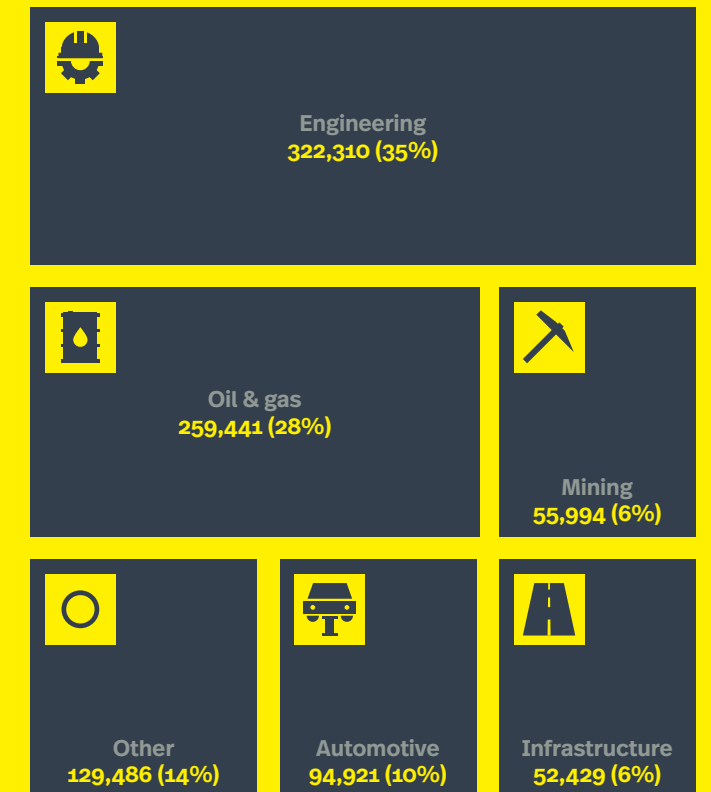 Engineering
322,310 (35%)
Oil & gas
259,441 (28%)
Mining
55,994 (6%)
Other
129,486 (14%)
Automotive
94,921 (10%)
Infrastructure
52,429 (6%)